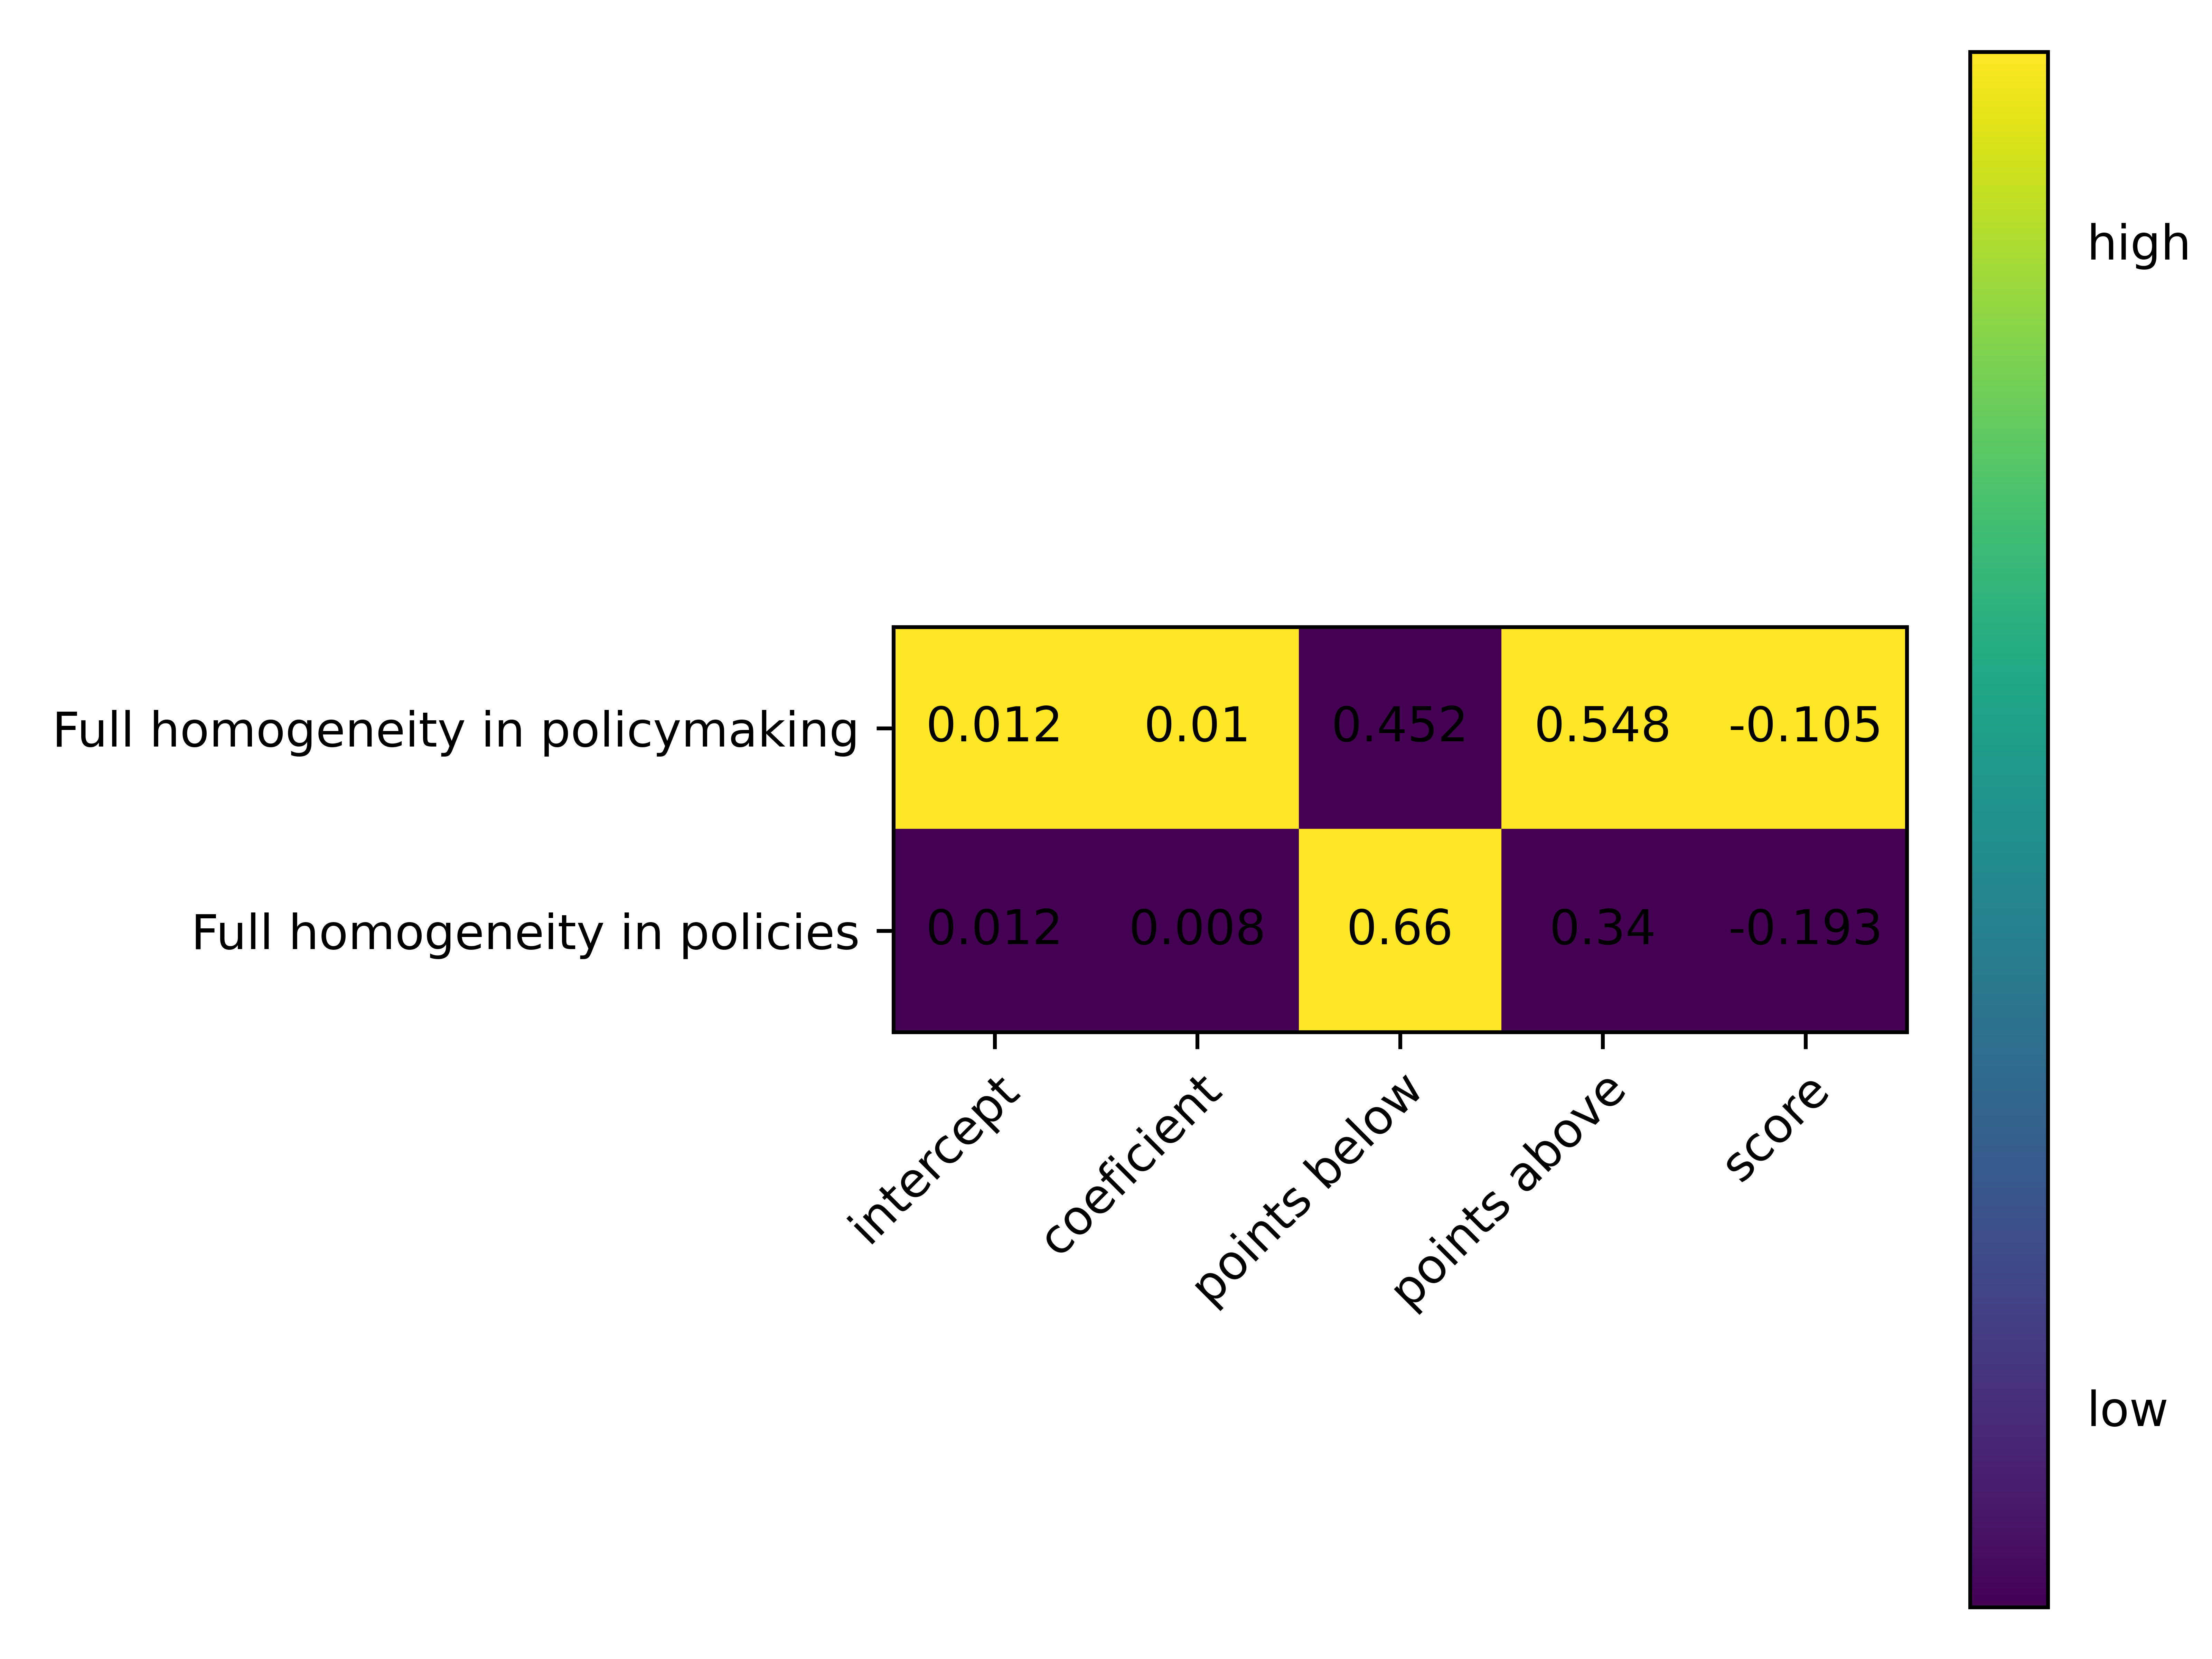 high
Full homogeneity in policymaking 0.012 0.01 0.452 0.548 -0.105
Full homogeneity in policies 0.012 0.008 0.66 0.34 -0.193
intercept
coeficient
points below
points above
score
low